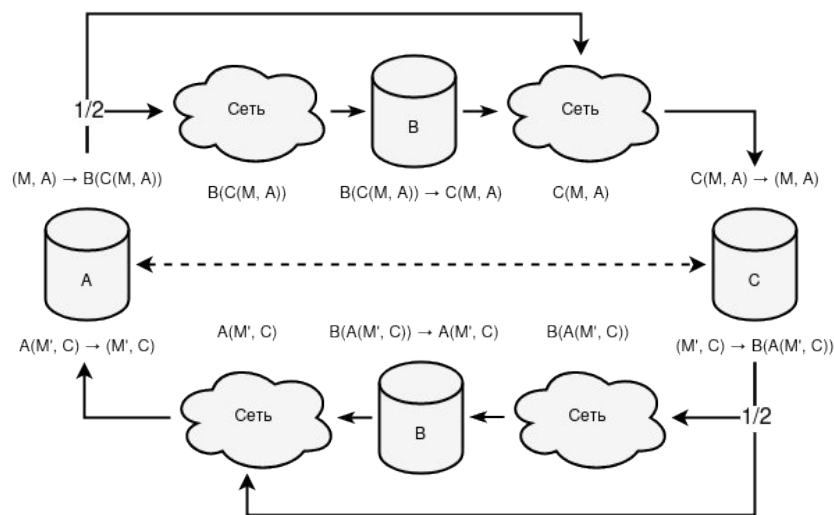 1/2
Сеть
B
Сеть
(M, A) → B(C(M, A))
B(C(M, A))
B(C(M, A)) → C(M, A)
C(M, A)
C(M, A) → (M, A)
A
C
A(M', C) → (M', C)
A(M', C)
B(A(M', C)) → A(M', C)
B(A(M', C))
(M', C) → B(A(M', C))
Сеть
B
Сеть
1/2